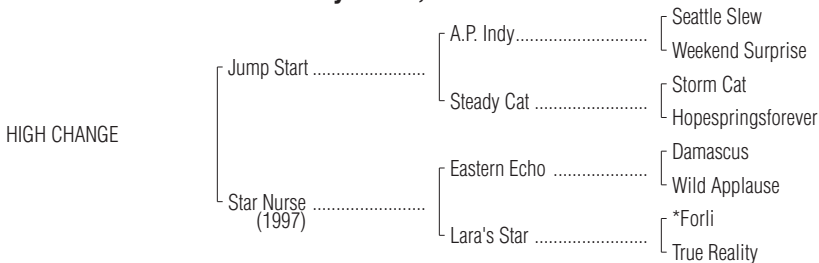 HIGH CHANGE
Jump Start ........................
A.P. Indy.............................
Seattle Slew
Weekend Surprise
Steady Cat ........................
Storm Cat
Hopespringsforever
Star Nurse ........................
(1997)
Eastern Echo ....................
Damascus
Wild Applause
Lara's Star ........................
*Forli
True Reality